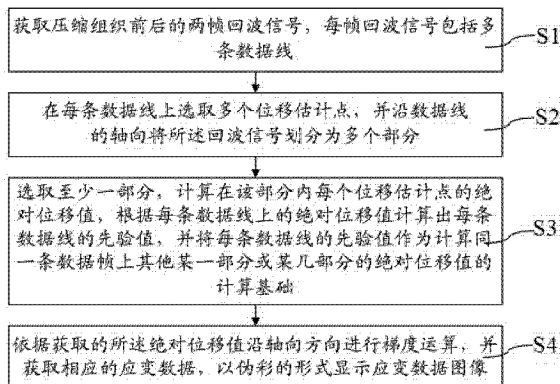 获取压缩组织前后的两帧回波信号，每帧回波信号包括多
条数据线
S1
在每条数据线上选取多个位移估计点，并沿数据线
的轴向将所述回波信号划分为多个部分
S2
选取至少一部分，计算在该部分内每个位移估计点的绝
对位移值，根据每条数据线上的绝对位移值计算出每条
数据线的先验值，并将每条数据线的先验值作为计算同
一条数据帧上其他某一部分或某几部分的绝对位移值的
计算基础
S3
依据获取的所述绝对位移值沿轴向方向进行梯度运算，并
获取相应的应变数据，以伪彩的形式显示应变数据图像
S4